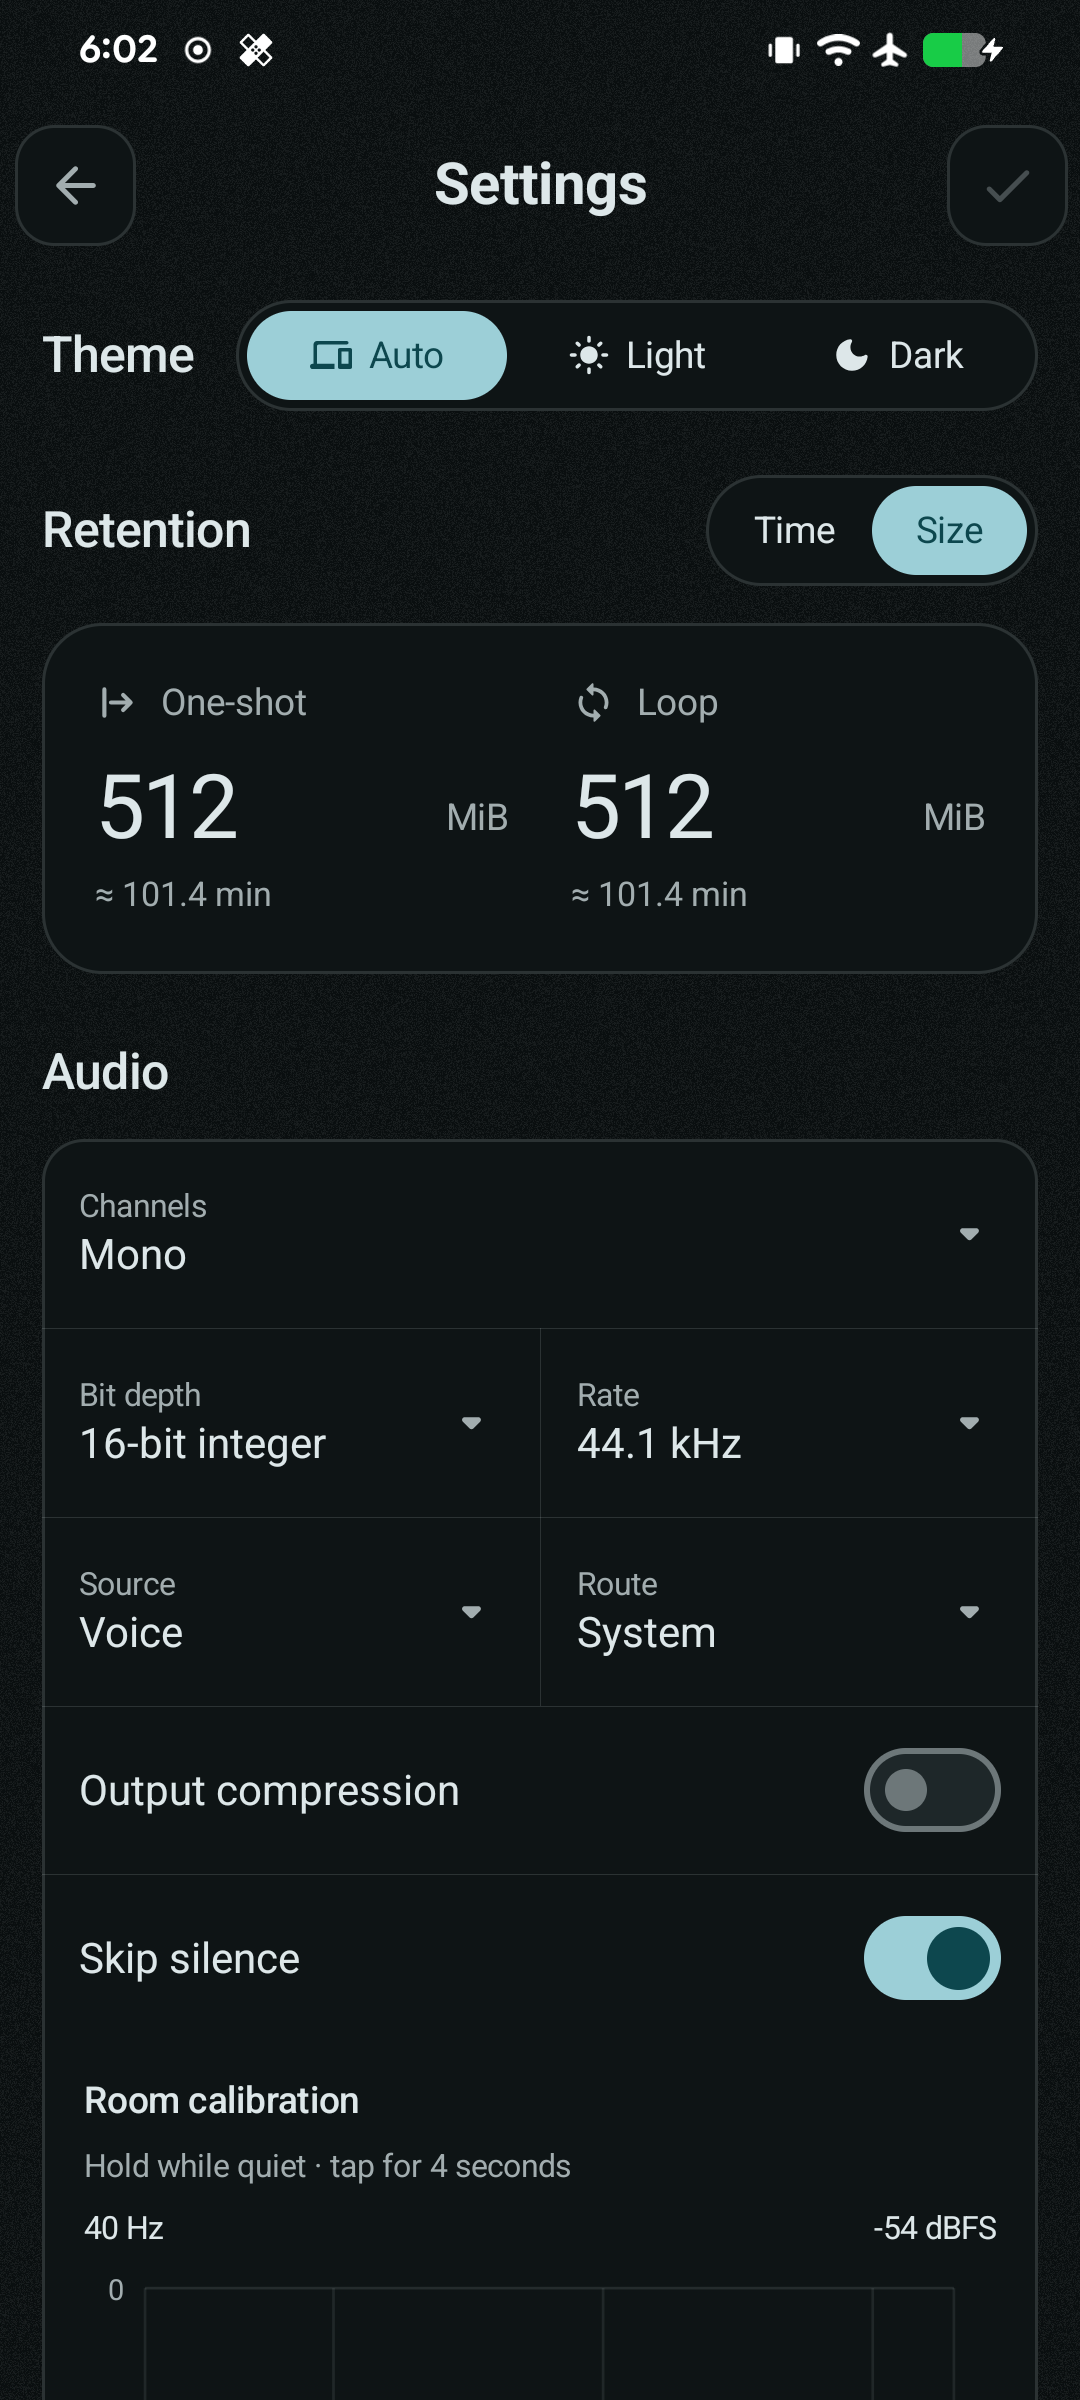 6:02
Settings
Theme
Auto
Light
Dark
Retention
Time
Size
One-shot
Loop
512 MiB
512 MiB
≈ 101.4 min
≈ 101.4 min
Audio
Channels
Mono
Bit depth
16-bit integer
Rate
44.1 kHz
Source
Voice
Route
System
Output compression
Skip silence
Room calibration
Hold while quiet · tap for 4 seconds
40 Hz
-54 dBFS
0